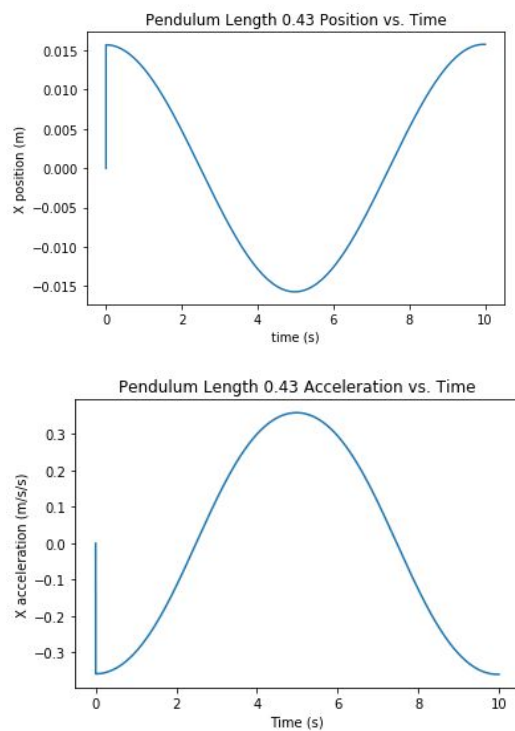 Pendulum Length 0.43 Position vs. Time
0.015
0.010
0.005
0.000
−0.005
−0.010
−0.015
X position (m)
0 2 4 6 8 10
time (s)
Pendulum Length 0.43 Acceleration vs. Time
0.3
0.2
0.1
0.0
−0.1
−0.2
−0.3
X acceleration (m/s/s)
0 2 4 6 8 10
Time (s)